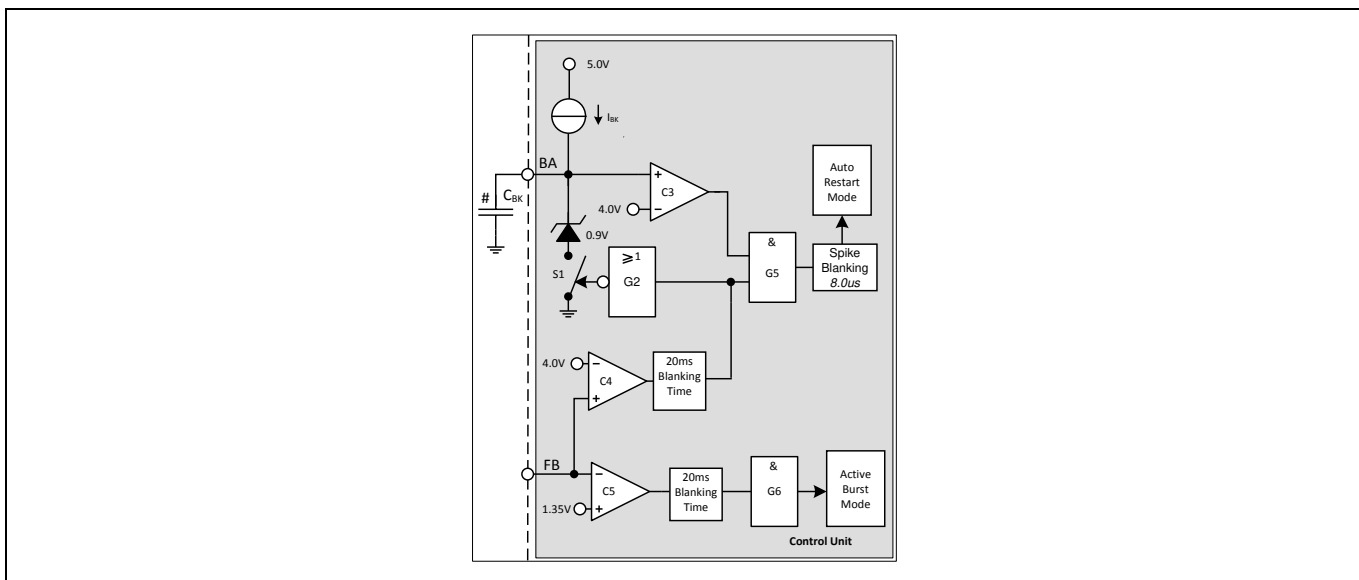 5.0V
I_BK
BA
# C_BK
C3
4.0V
0.9V
S1
≥1
G2
&
G5
Auto
Restart
Mode
Spike
Blanking
8.0us
4.0V
C4
20ms
Blanking
Time
FB
C5
1.35V
20ms
Blanking
Time
&
G6
Active
Burst
Mode
Control Unit